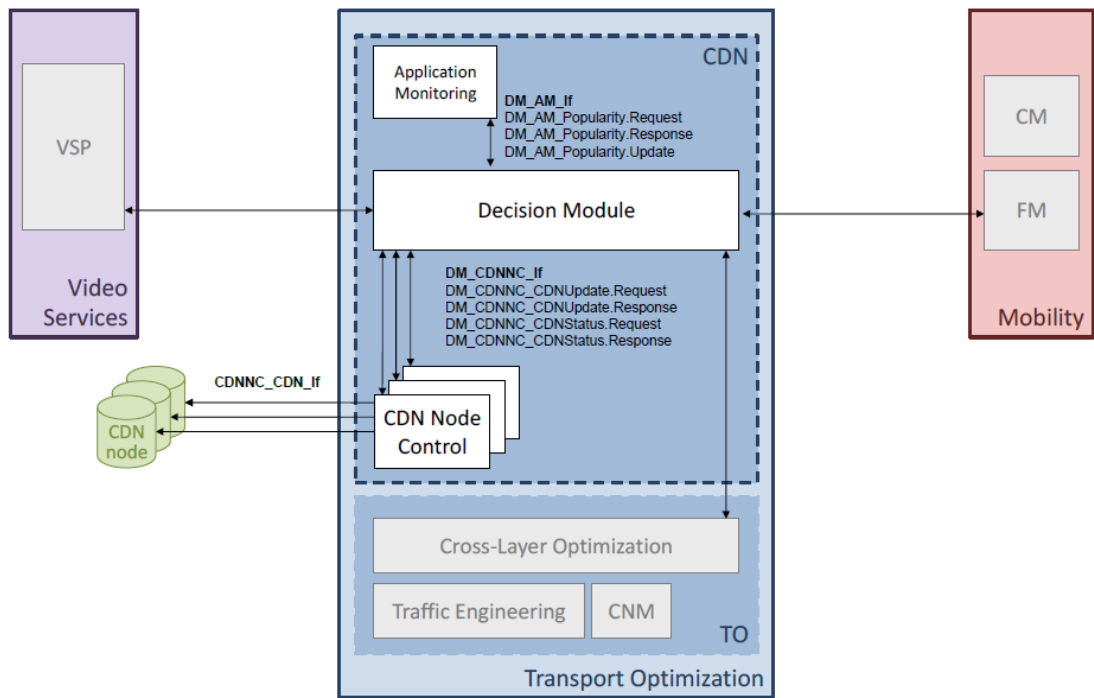 CDN
Application
Monitoring
DM_AM_If
DM_AM_Popularity.Request
DM_AM_Popularity.Response
DM_AM_Popularity.Update
VSP
CM
Decision Module
FM
Video
Services
DM_CDNNC_If
DM_CDNNC_CDNUpdate.Request
DM_CDNNC_CDNUpdate.Response
DM_CDNNC_CDNStatus.Request
DM_CDNNC_CDNStatus.Response
Mobility
CDNNC_CDN_If
CDN
node
CDN Node
Control
Cross-Layer Optimization
Traffic Engineering
CNM
TO
Transport Optimization